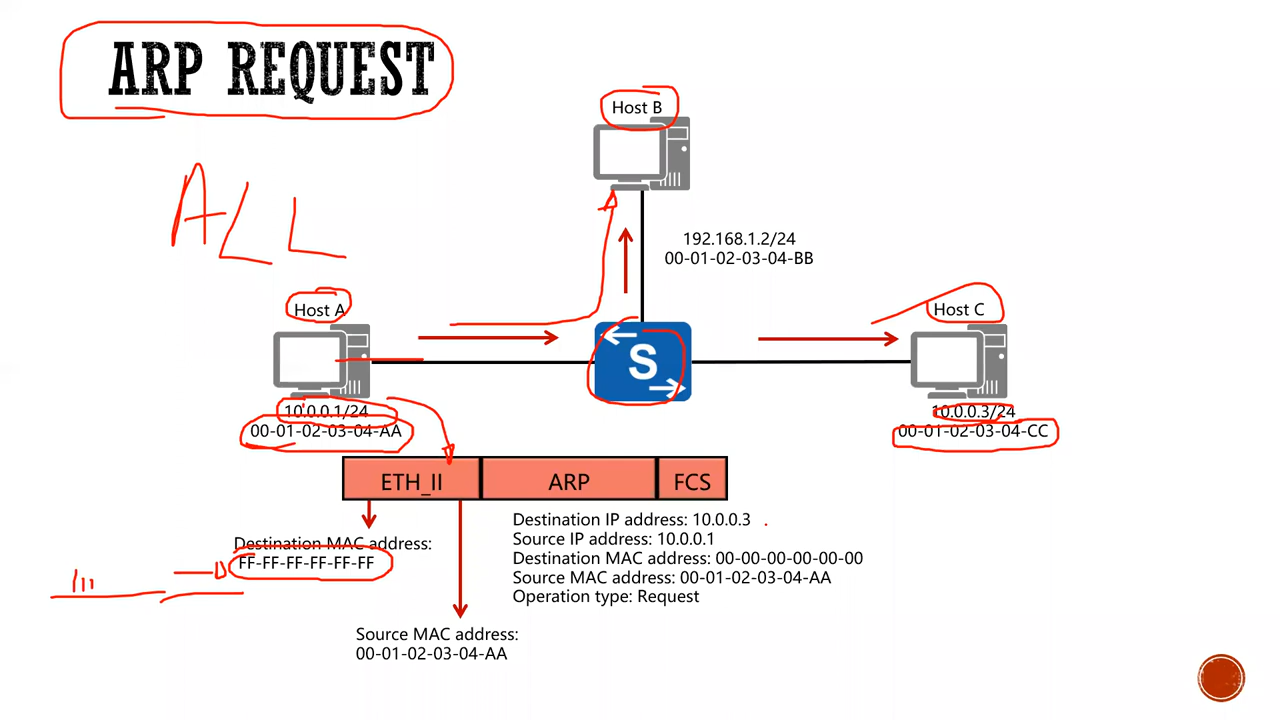 ARP REQUEST
ALL
Host B
192.168.1.2/24
00-01-02-03-04-BB
Host A
10.0.0.1/24
00-01-02-03-04-AA
S
Host C
10.0.0.3/24
00-01-02-03-04-CC
ETH_II ARP FCS
Destination MAC address:
FF-FF-FF-FF-FF-FF
Source MAC address:
00-01-02-03-04-AA
Destination IP address: 10.0.0.3
Source IP address: 10.0.0.1
Destination MAC address: 00-00-00-00-00-00
Source MAC address: 00-01-02-03-04-AA
Operation type: Request